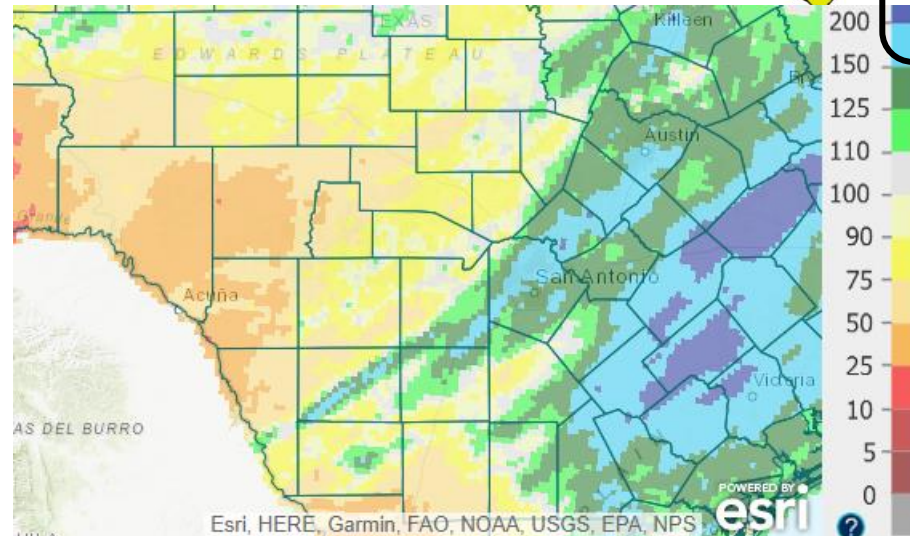 TEXAS
EDWARDS PLATEAU
Killeen
Austin
San Antonio
Acuña
Victoria
AS DEL BURRO
200
150
125
110
100
90
75
50
25
10
5
0
POWERED BY
esri
Esri, HERE, Garmin, FAO, NOAA, USGS, EPA, NPS
?